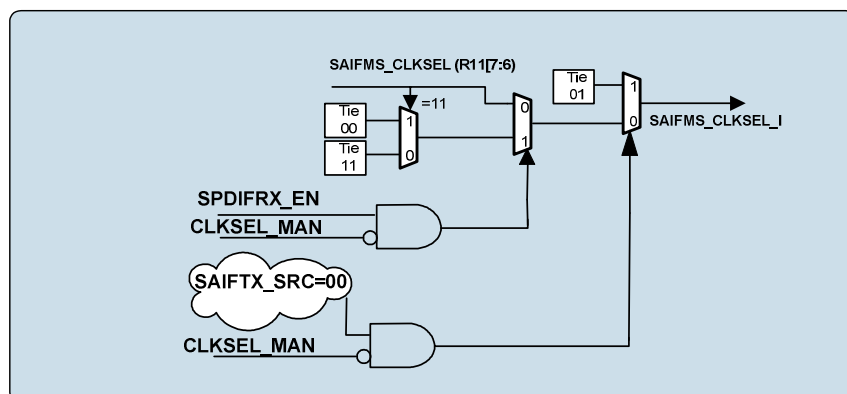 SAIFMS_CLKSEL (R11[7:6)
=11
Tie
00
Tie
11
1
0
0
1
Tie
01
1
0
SAIFMS_CLKSEL_I
SPDIFRX_EN
CLKSEL_MAN
SAIFTX_SRC=00
CLKSEL_MAN